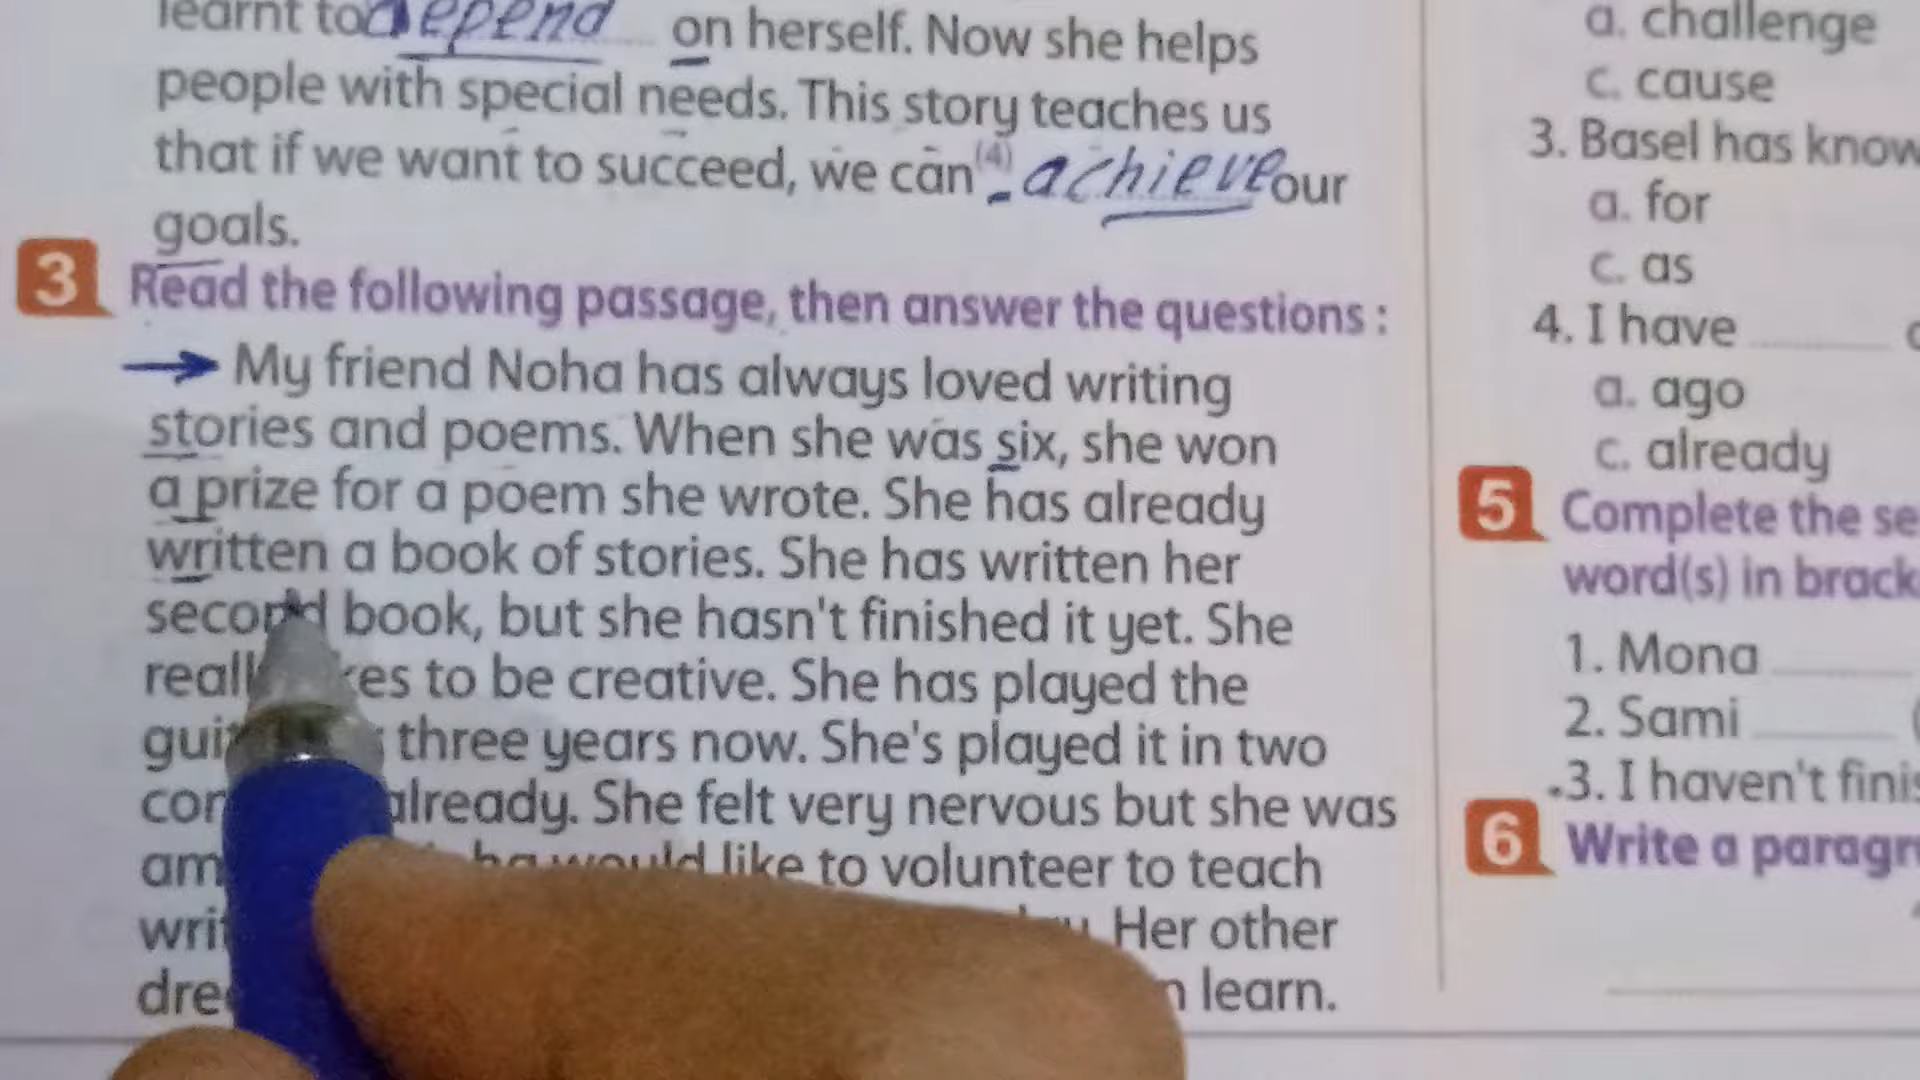 learnt to depend on herself. Now she helps
people with special needs. This story teaches us
that if we want to succeed, we can (4) achieve our
goals.
3 Read the following passage, then answer the questions :
My friend Noha has always loved writing
stories and poems. When she was six, she won
a prize for a poem she wrote. She has already
written a book of stories. She has written her
second book, but she hasn't finished it yet. She
to be creative. She has played the
three years now. She's played it in two
already. She felt very nervous but she was
would like to volunteer to teach
Her other
learn.
a. challenge
c. cause
3. Basel has know
a. for
c. as
4. I have
a. ago
c. already
5 Complete the se
word(s) in brack
1. Mona
2. Sami (
3. I haven't finis
6 Write a paragr